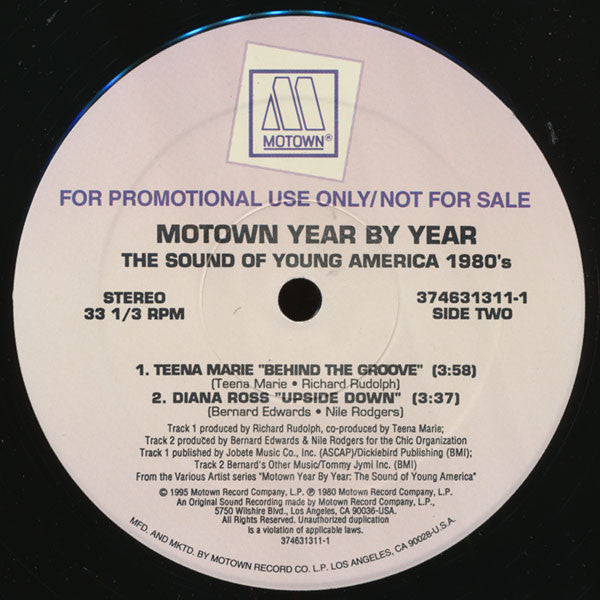 MOTOWN®
FOR PROMOTIONAL USE ONLY/NOT FOR SALE
MOTOWN YEAR BY YEAR
THE SOUND OF YOUNG AMERICA 1980's
STEREO
33 1/3 RPM
374631311-1
SIDE TWO
1. TEENA MARIE "BEHIND THE GROOVE" (3:58)
(Teena Marie • Richard Rudolph)
2. DIANA ROSS "UPSIDE DOWN" (3:37)
(Bernard Edwards • Nile Rodgers)
Track 1 produced by Richard Rudolph, co-produced by Teena Marie;
Track 2 produced by Bernard Edwards & Nile Rodgers for the Chic Organization
Track 1 published by Jobete Music Co., Inc. (ASCAP)/Dicklebird Publishing (BMI);
Track 2 Bernard's Other Music/Tommy Jymi Inc. (BMI)
From the Various Artist series "Motown Year By Year: The Sound of Young America"
© 1995 Motown Record Company, L.P. ℗ 1980 Motown Record Company, L.P.
An Original Sound Recording made by Motown Record Company, L.P.,
5750 Wilshire Blvd., Los Angeles, CA 90036-USA.
All Rights Reserved. Unauthorized duplication
Is a violation of applicable laws.
374631311-1
MFD. AND MKTD. BY MOTOWN RECORD CO. L.P. LOS ANGELES, CA 90028-U.S.A.